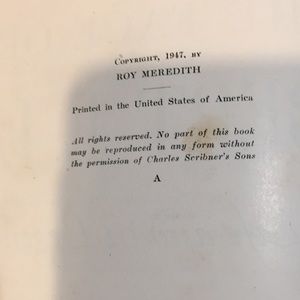 COPYRIGHT, 1947, BY
ROY MEREDITH
Printed in the United States of America
All rights reserved. No part of this book
may be reproduced in any form without
the permission of Charles Scribner's Sons
A